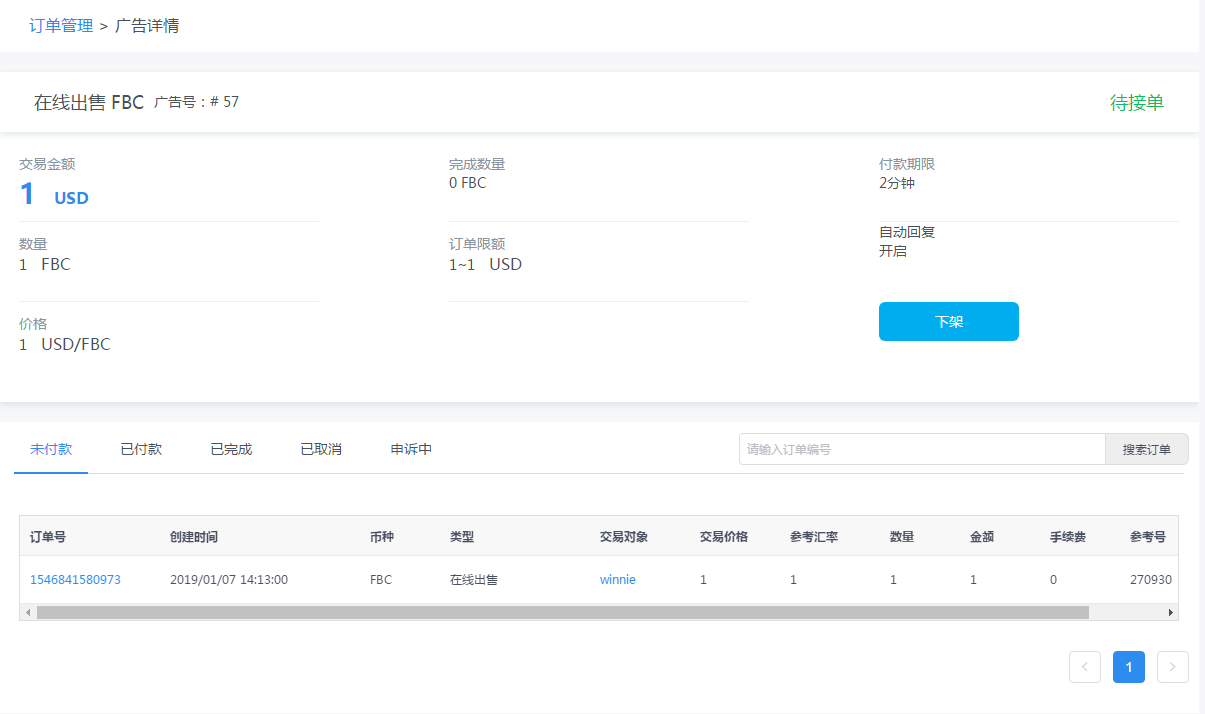 订单管理 > 广告详情
在线出售 FBC 广告号：# 57 待接单
交易金额 完成数量 付款期限
1 USD 0 FBC 2分钟
数量 订单限额 自动回复
1 FBC 1~1 USD 开启
价格
1 USD/FBC 下架
未付款 已付款 已完成 已取消 申诉中 请输入订单编号 搜索订单
订单号 创建时间 币种 类型 交易对象 交易价格 参考汇率 数量 金额 手续费 参考号
1546841580973 2019/01/07 14:13:00 FBC 在线出售 winnie 1 1 1 1 0 270930
< 1 >